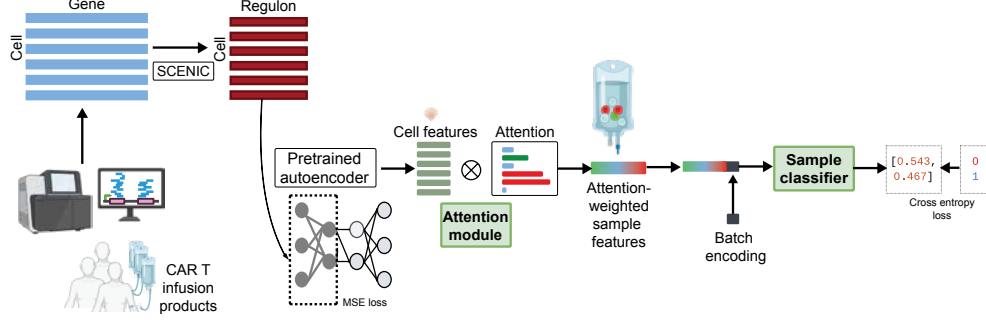 Gene
Cell
SCENIC
Regulon
Cell
CAR T
infusion
products
Pretrained
autoencoder
MSE loss
Cell features
Attention
module
Attention
Attention-
weighted
sample
features
Batch
encoding
Sample
classifier
[0.543,
0.467]
0
1
Cross entropy
loss